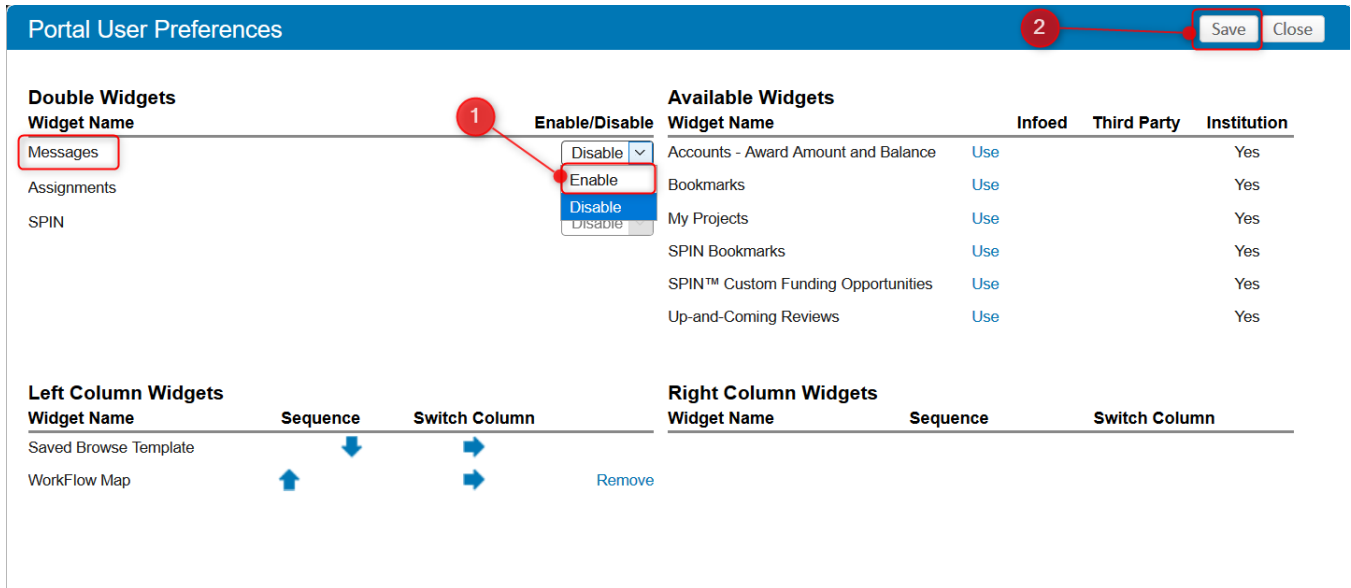 Portal User Preferences
2
Save
Close
Double Widgets
Widget Name
Enable/Disable
1
Messages
Disable
Enable
Disable
Assignments
SPIN
Disable
Available Widgets
Widget Name Infoed Third Party Institution
Accounts - Award Amount and Balance Use Yes
Bookmarks Use Yes
My Projects Use Yes
SPIN Bookmarks Use Yes
SPIN™ Custom Funding Opportunities Use Yes
Up-and-Coming Reviews Use Yes
Left Column Widgets
Widget Name Sequence Switch Column
Saved Browse Template
WorkFlow Map Remove
Right Column Widgets
Widget Name Sequence Switch Column